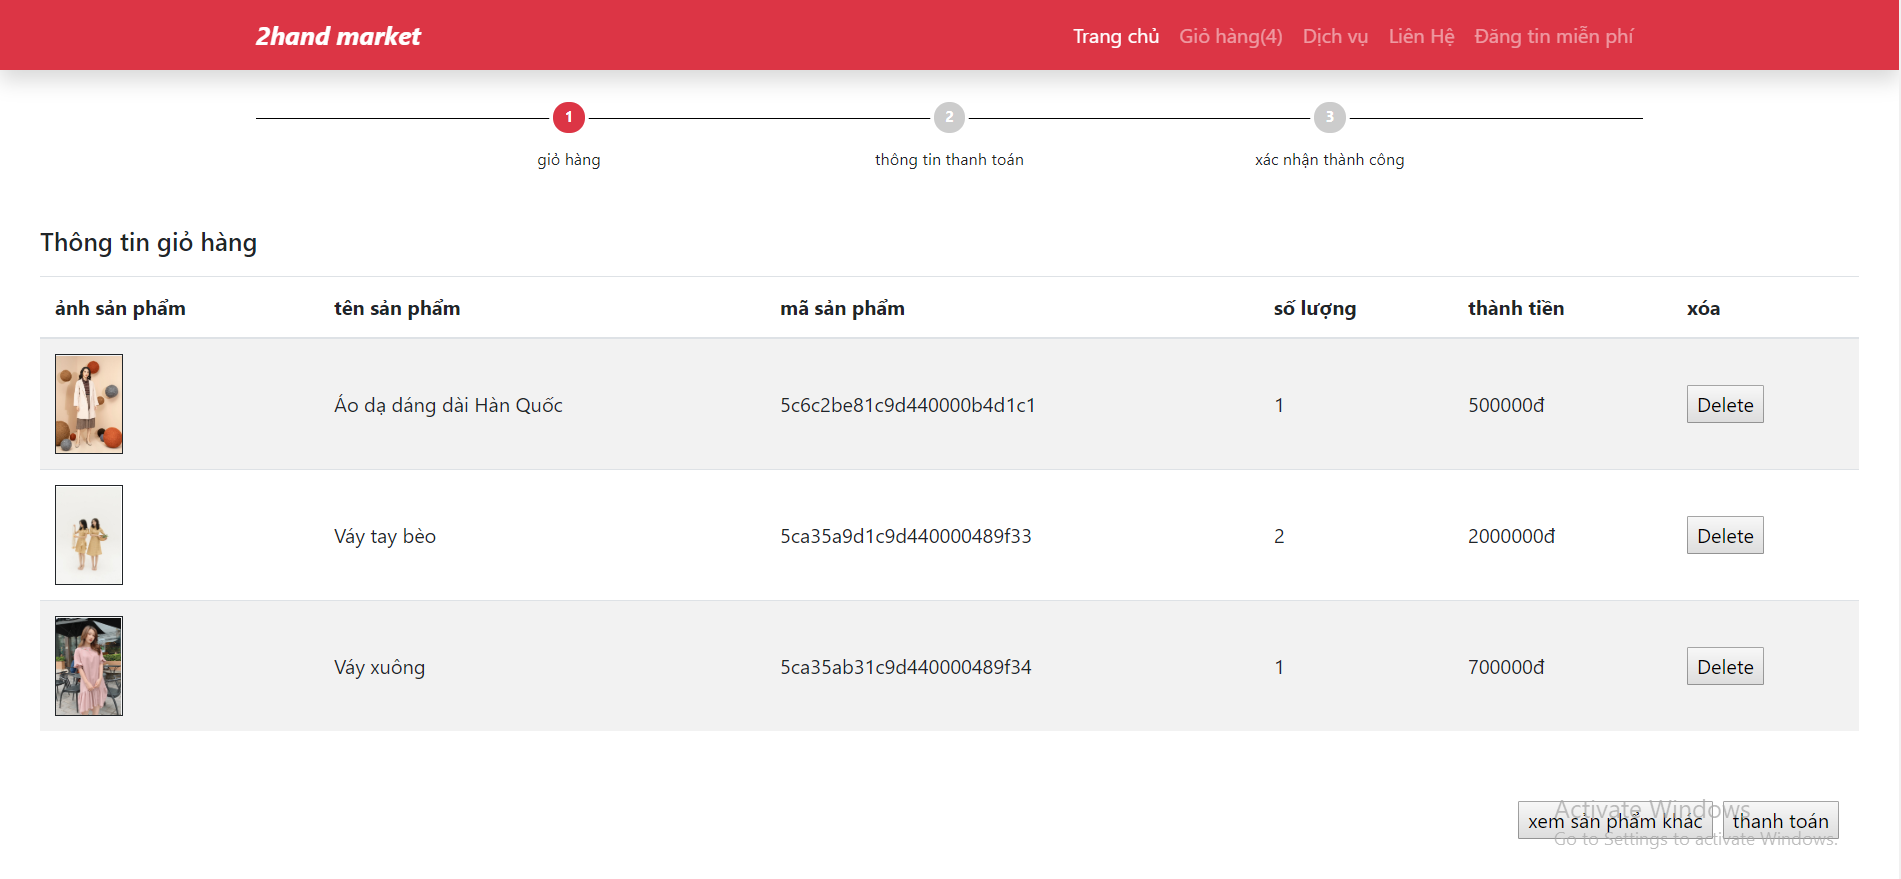 2hand market Trang chủ Giỏ hàng(4) Dịch vụ Liên Hệ Đăng tin miễn phí
1 2 3
giỏ hàng thông tin thanh toán xác nhận thành công
Thông tin giỏ hàng
ảnh sản phẩm tên sản phẩm mã sản phẩm số lượng thành tiền xóa
Áo dạ dáng dài Hàn Quốc 5c6c2be81c9d440000b4d1c1 1 500000đ Delete
Váy tay bèo 5ca35a9d1c9d440000489f33 2 2000000đ Delete
Váy xuông 5ca35ab31c9d440000489f34 1 700000đ Delete
Activate Windows
xem sản phẩm khác thanh toán
Go to Settings to activate Windows.